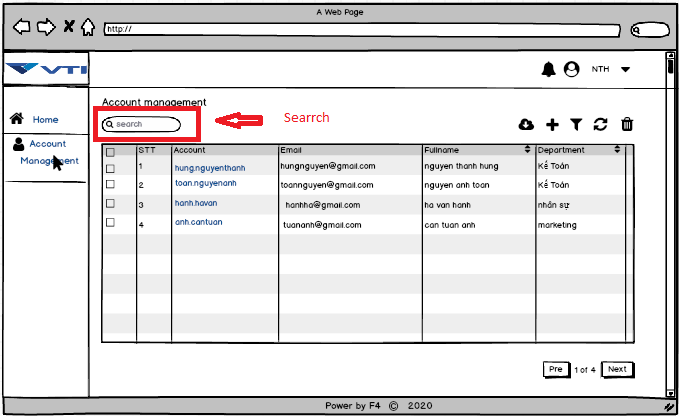 A Web Page
http://
VTI
NTH
Account management
Home
search
Searrch
Account
Management
STT Account Email Fullname Department
1 hung.nguyenthanh hungnguyen@gmail.com nguyen thanh hung Kế Toán
2 toan.nguyenanh toannguyen@gmail.com nguyen anh toan Kế Toán
3 hanh.havan hanhha@gmail.com ha van hanh nhân sự
4 anh.cantuan tuananh@gmail.com can tuan anh marketing
Pre 1 of 4 Next
Power by F4 © 2020